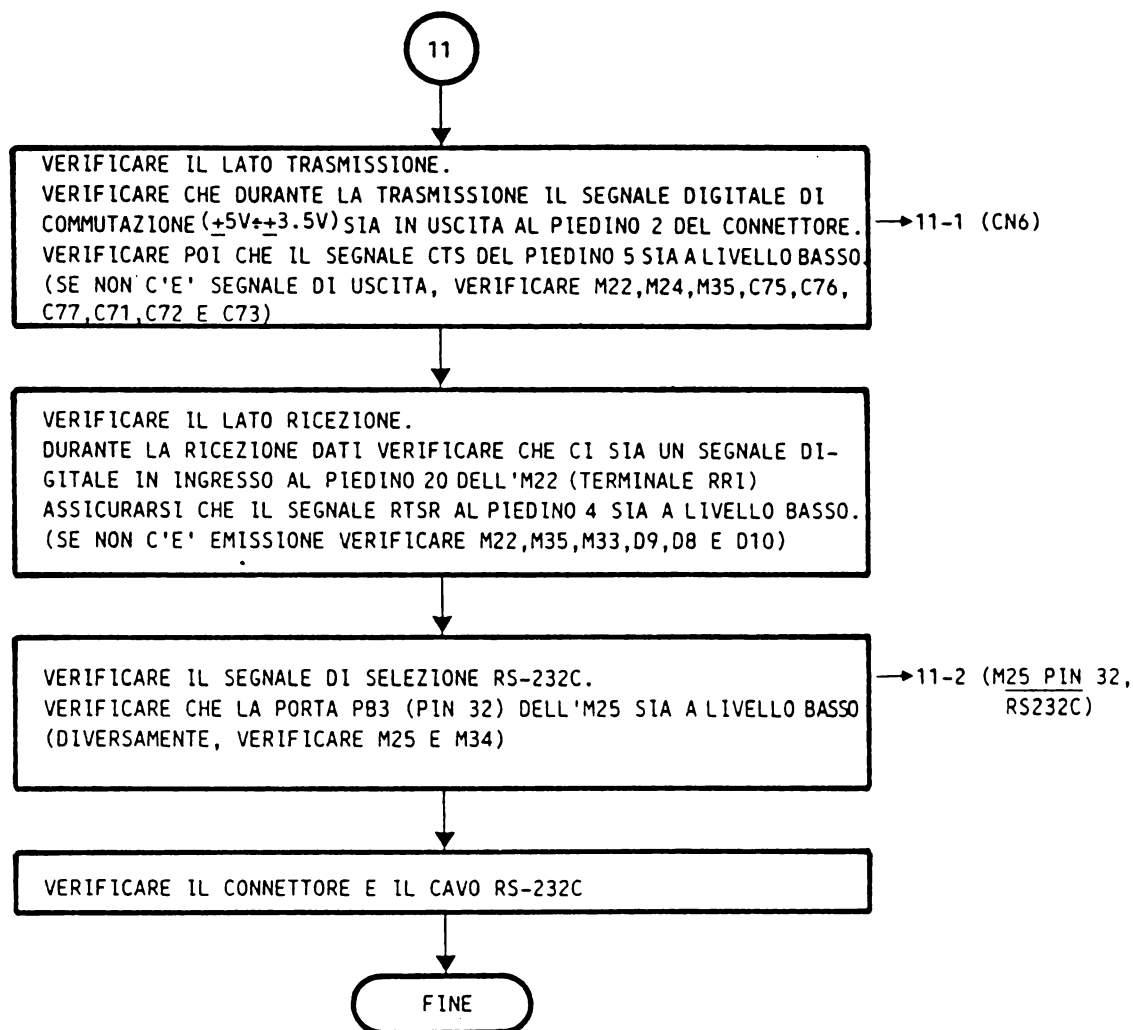 11
VERIFICARE IL LATO TRASMISSIONE.
VERIFICARE CHE DURANTE LA TRASMISSIONE IL SEGNALE DIGITALE DI
COMMUTAZIONE (±5V÷±3.5V) SIA IN USCITA AL PIEDINO 2 DEL CONNETTORE.
VERIFICARE POI CHE IL SEGNALE CTS DEL PIEDINO 5 SIA A LIVELLO BASSO.
(SE NON C'E' SEGNALE DI USCITA, VERIFICARE M22,M24,M35,C75,C76,
C77,C71,C72 E C73)
11-1 (CN6)
VERIFICARE IL LATO RICEZIONE.
DURANTE LA RICEZIONE DATI VERIFICARE CHE CI SIA UN SEGNALE DI-
GITALE IN INGRESSO AL PIEDINO 20 DELL'M22 (TERMINALE RRI)
ASSICURARSI CHE IL SEGNALE RTSR AL PIEDINO 4 SIA A LIVELLO BASSO.
(SE NON C'E' EMISSIONE VERIFICARE M22,M35,M33,D9,D8 E D10)
VERIFICARE IL SEGNALE DI SELEZIONE RS-232C.
VERIFICARE CHE LA PORTA PB3 (PIN 32) DELL'M25 SIA A LIVELLO BASSO
(DIVERSAMENTE, VERIFICARE M25 E M34)
11-2 (M25 PIN 32,
RS232C)
VERIFICARE IL CONNETTORE E IL CAVO RS-232C
FINE